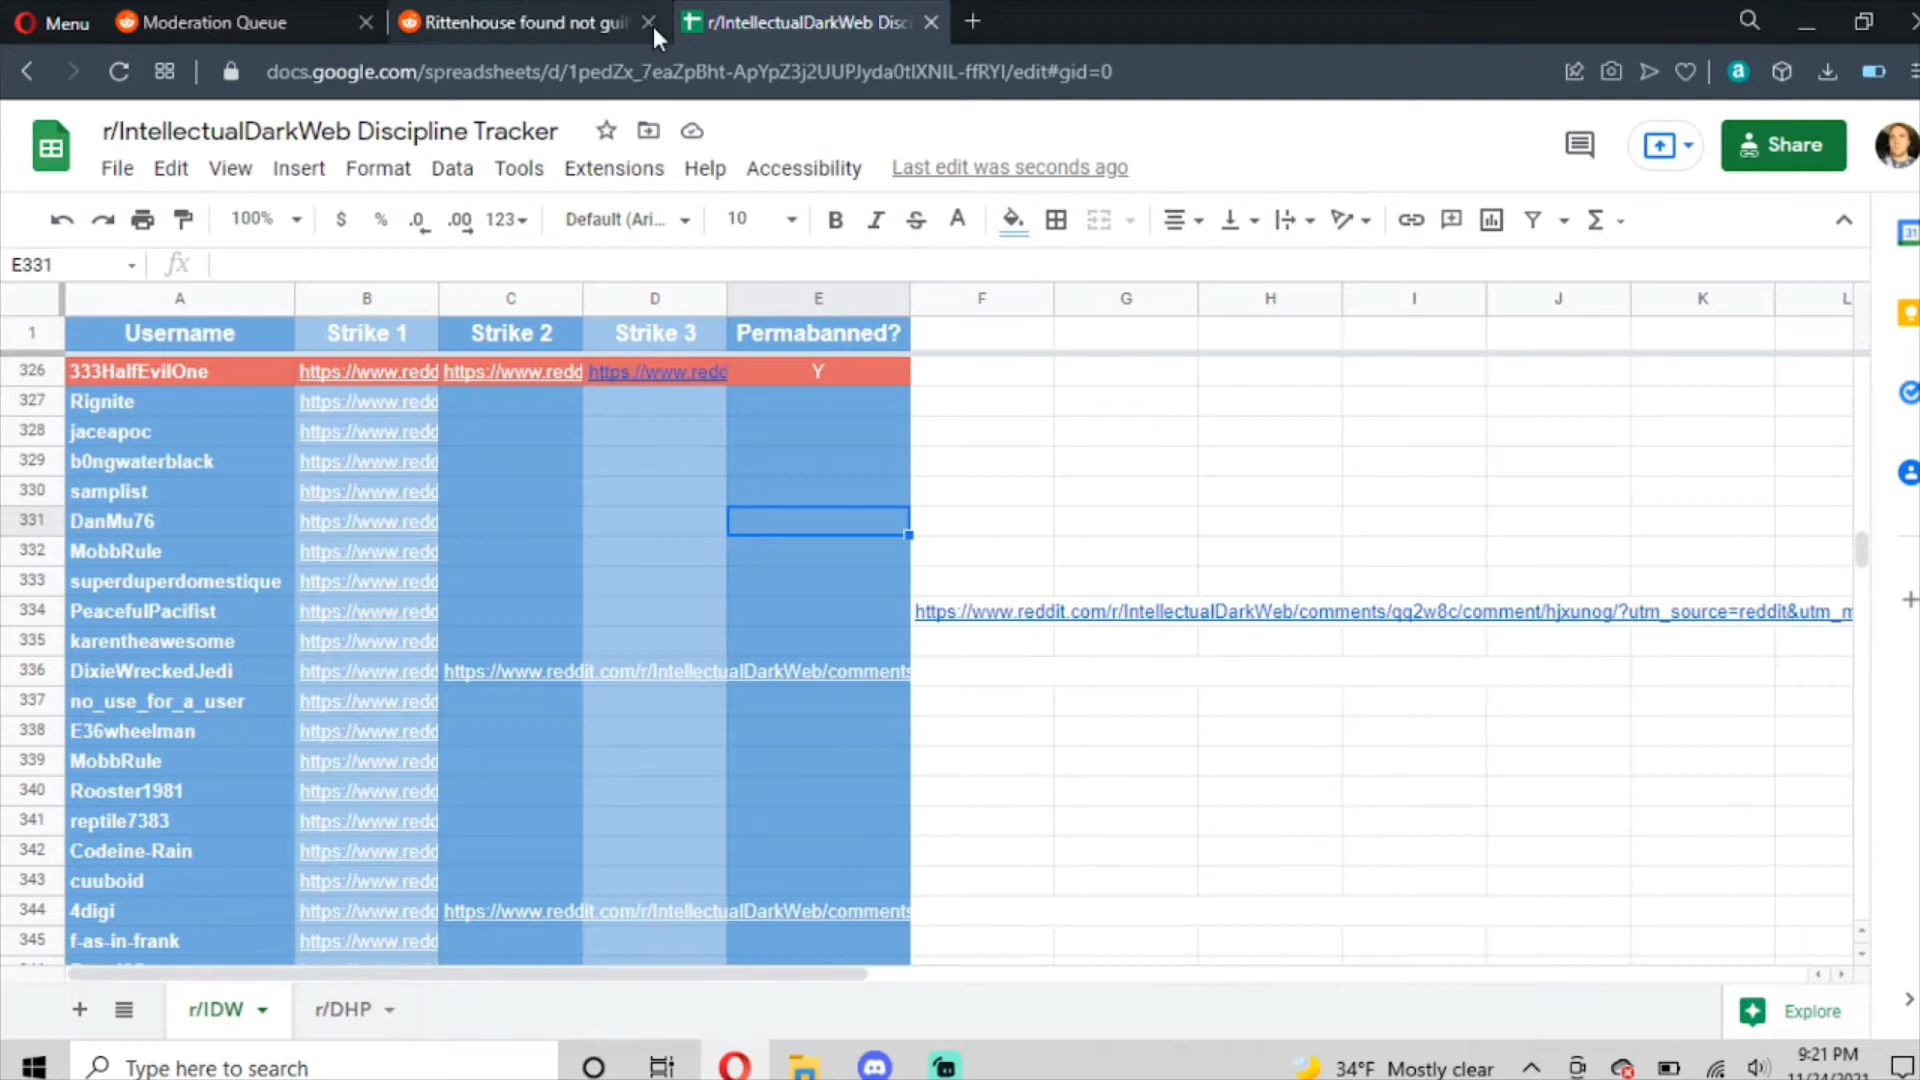 Menu Moderation Queue Rittenhouse found not guil r/IntellectualDarkWeb Disc
docs.google.com/spreadsheets/d/1pedZx_7eaZpBht-ApYpZ3j2UUPJyda0tlXNIL-ffRYI/edit#gid=0
r/IntellectualDarkWeb Discipline Tracker
Share
File Edit View Insert Format Data Tools Extensions Help Accessibility Last edit was seconds ago
100% $ % .0 .00 123 Default (Ari... 10 B I S A
E331 fx
A B C D E F G H I J K L
1 Username Strike 1 Strike 2 Strike 3 Permabanned?
326 333HalfEvilOne https://www.redd https://www.redd https://www.redd Y
327 Rignite https://www.redd
328 jaceapoc https://www.redd
329 b0ngwaterblack https://www.redd
330 samplist https://www.redd
331 DanMu76 https://www.redd
332 MobbRule https://www.redd
333 superduperdomestique https://www.redd
334 PeacefulPacifist https://www.redd https://www.reddit.com/r/IntellectualDarkWeb/comments/qq2w8c/comment/hjxunog/?utm_source=reddit&utm_m
335 karentheawesome https://www.redd
336 DixieWreckedJedi https://www.redd https://www.reddit.com/r/IntellectualDarkWeb/comments
337 no_use_for_a_user https://www.redd
338 E36wheelman https://www.redd
339 MobbRule https://www.redd
340 Rooster1981 https://www.redd
341 reptile7383 https://www.redd
342 Codeine-Rain https://www.redd
343 cuuboid https://www.redd
344 4digi https://www.redd https://www.reddit.com/r/IntellectualDarkWeb/comments
345 f-as-in-frank https://www.redd
r/IDW r/DHP Explore
Type here to search 34°F Mostly clear 9:21 PM
11/24/2021